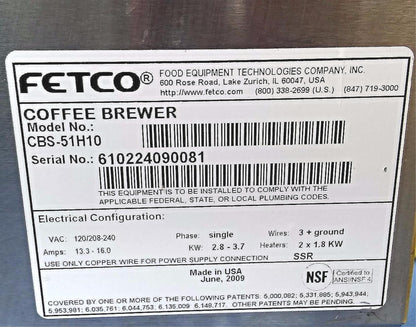 FETCO®
FOOD EQUIPMENT TECHNOLOGIES COMPANY, INC.
600 Rose Road, Lake Zurich, IL 60047, USA
http://www.fetco.com (800) 338-2699 (U.S.) (847) 719-3000
COFFEE BREWER
Model No.:
CBS-51H10
Serial No.: 610224090081
THIS EQUIPMENT IS TO BE INSTALLED TO COMPLY WITH THE
APPLICABLE FEDERAL, STATE, OR LOCAL PLUMBING CODES.
Electrical Configuration:
VAC: 120/208-240 Phase: single Wires: 3 + ground
Amps: 13.3 - 16.0 KW: 2.8 - 3.7 Heaters: 2 x 1.8 KW
USE ONLY COPPER WIRE FOR POWER SUPPLY CONNECTION SSR
Made in USA
June, 2009
NSF Certified to
ANSI/NSF 4
COVERED BY ONE OR MORE OF THE FOLLOWING PATENTS: 5,000,082; 5,331,885; 5,943,944;
5,953,981; 6,035,761; 6,044,753; 6,135,009; 6,148,717. OTHER PATENTS PENDING.